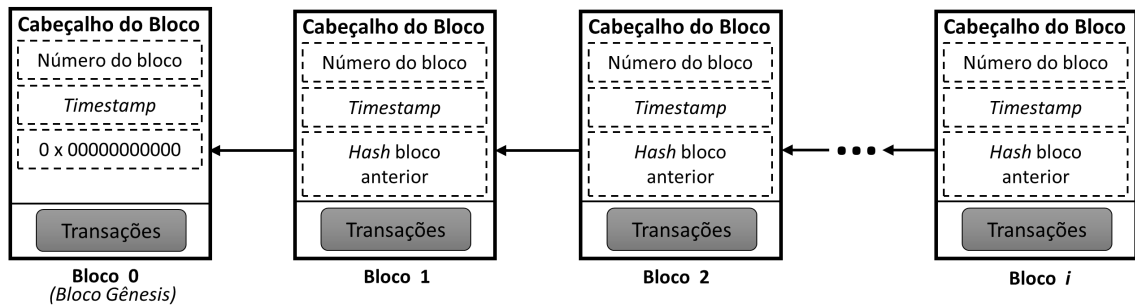 Cabeçalho do Bloco
Número do bloco
Timestamp
0 x 00000000000
Transações
Bloco 0
(Bloco Gênesis)
Cabeçalho do Bloco
Número do bloco
Timestamp
Hash bloco
anterior
Transações
Bloco 1
Cabeçalho do Bloco
Número do bloco
Timestamp
Hash bloco
anterior
Transações
Bloco 2
Cabeçalho do Bloco
Número do bloco
Timestamp
Hash bloco
anterior
Transações
Bloco i